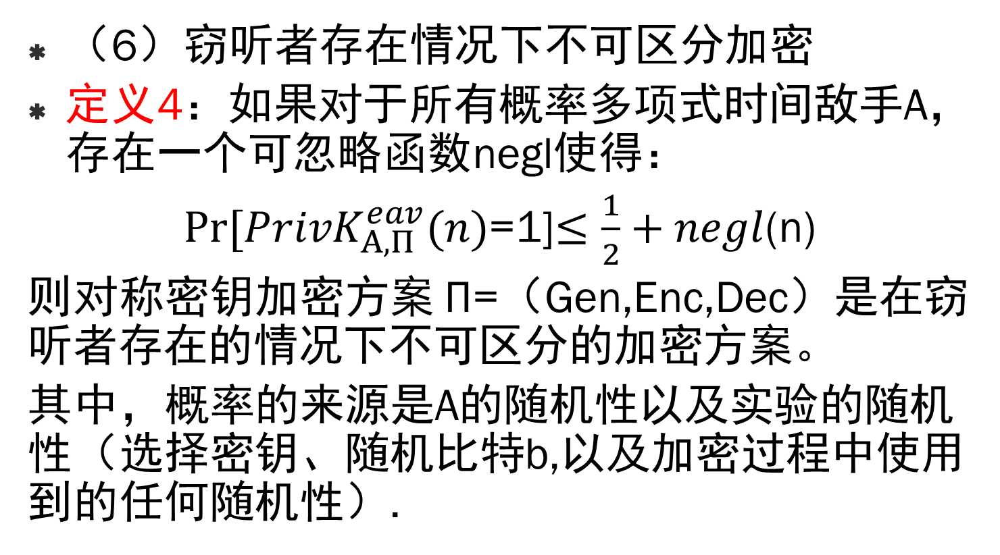 * （6）窃听者存在情况下不可区分加密
* 定义4：如果对于所有概率多项式时间敌手A,
存在一个可忽略函数negl使得：
Pr[PrivK^{eav}_{A,Π}(n)=1]≤ 1/2 + negl(n)
则对称密钥加密方案 Π=（Gen,Enc,Dec）是在窃
听者存在的情况下不可区分的加密方案。
其中，概率的来源是A的随机性以及实验的随机
性（选择密钥、随机比特b,以及加密过程中使用
到的任何随机性）.